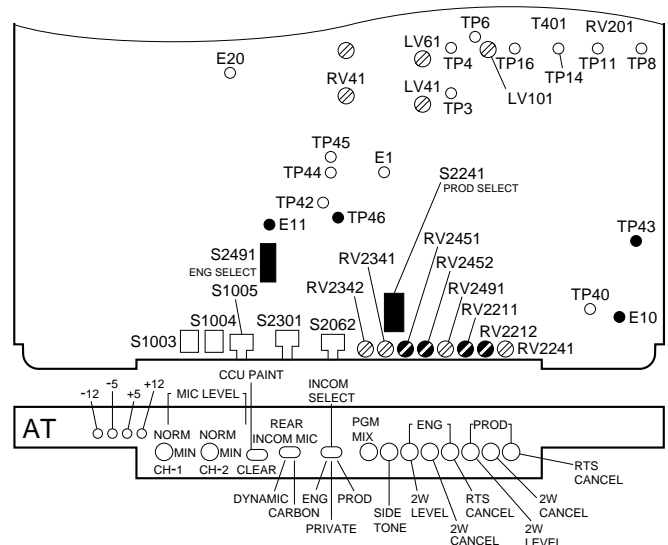 TP6
T401
RV201
E20
LV61
TP4
TP16
TP14
TP11
TP8
RV41
LV41
TP3
LV101
TP45
TP44
E1
S2241
PROD SELECT
TP42
TP46
E11
TP43
S2491
ENG SELECT
RV2451
RV2341
RV2452
RV2342
RV2491
S1005
RV2211
TP40
E10
S1003
S1004
S2301
S2062
RV2212
RV2241
CCU PAINT
INCOM
SELECT
-12
-5
+5
+12
MIC LEVEL
AT
NORM
MIN
CH-1
NORM
MIN
CH-2
CLEAR
REAR
INCOM MIC
PGM
MIX
ENG
PROD
RTS
CANCEL
DYNAMIC
CARBON
ENG
PROD
PRIVATE
SIDE
TONE
2W
LEVEL
2W
CANCEL
RTS
CANCEL
2W
LEVEL
2W
CANCEL